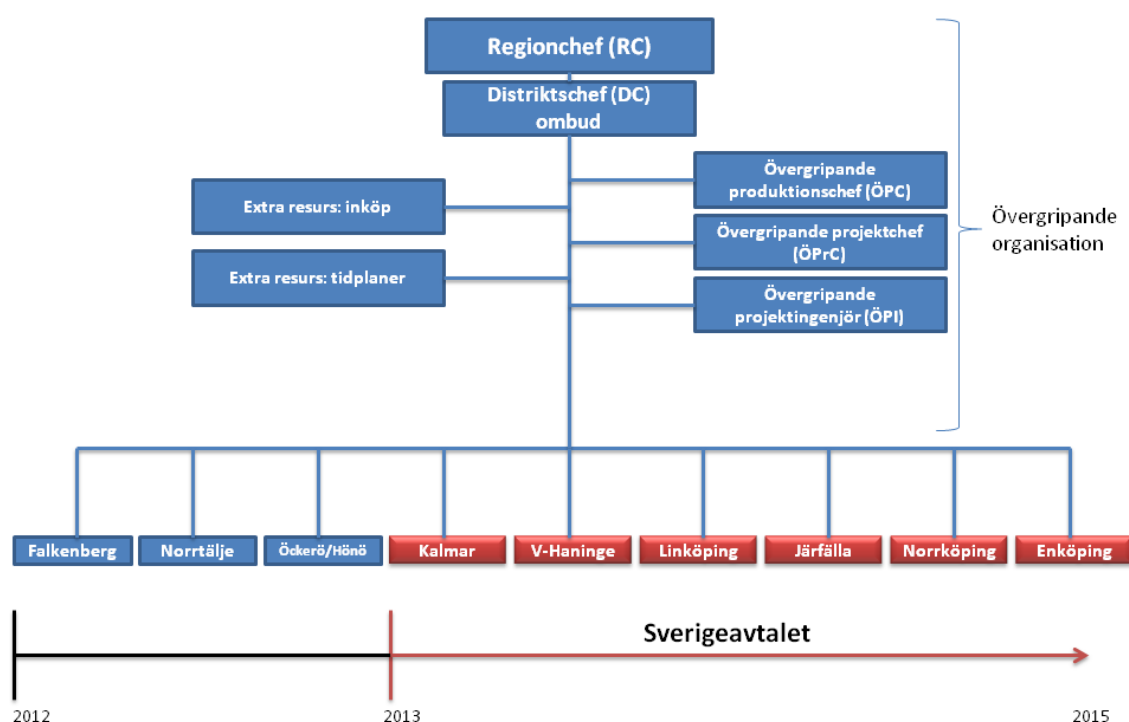 Regionchef (RC)
Distriktschef (DC)
ombud
Övergripande
produktionschef (ÖPC)
Extra resurs: inköp
Övergripande projektchef
(ÖPrC)
Övergripande
organisation
Extra resurs: tidplaner
Övergripande
projektingenjör (ÖPI)
Falkenberg
Norrtälje
Öckerö/Hönö
Kalmar
V-Haninge
Linköping
Järfälla
Norrköping
Enköping
Sverigeavtalet
2012
2013
2015